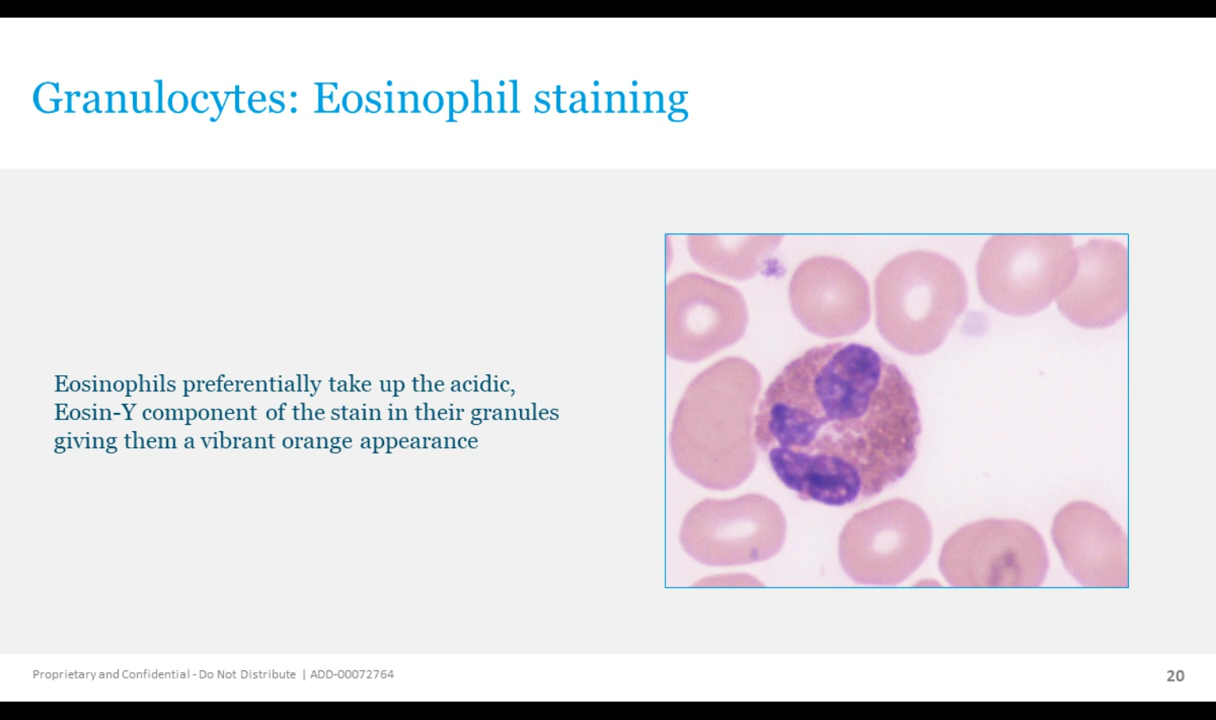 Granulocytes: Eosinophil staining
Eosinophils preferentially take up the acidic,
Eosin-Y component of the stain in their granules
giving them a vibrant orange appearance
Proprietary and Confidential - Do Not Distribute | ADD-00072764
20